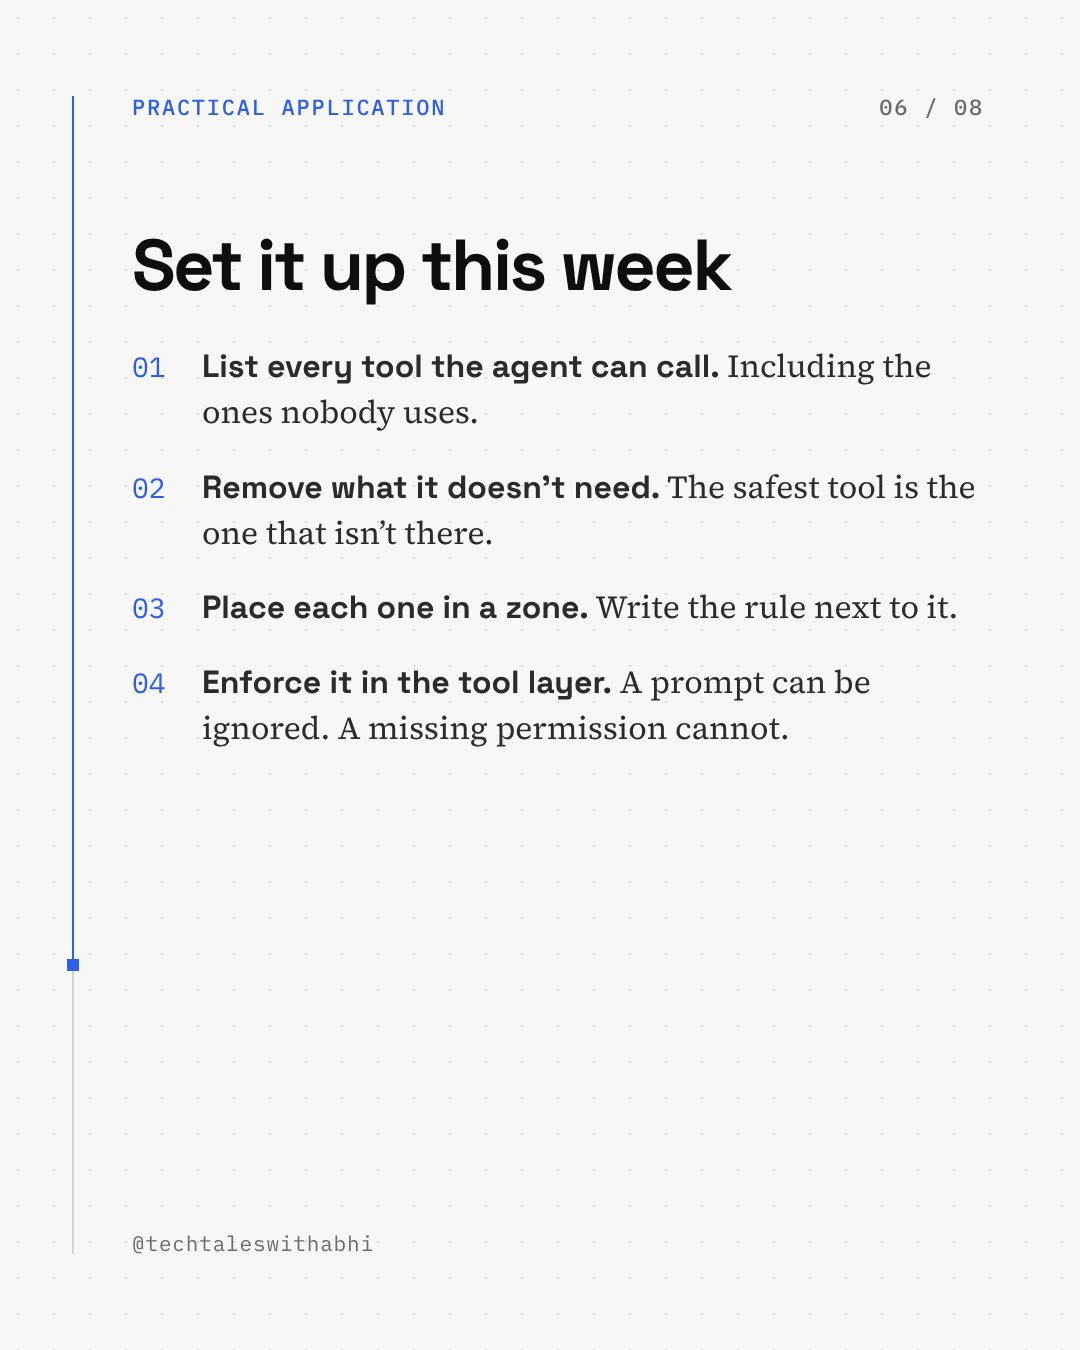 PRACTICAL APPLICATION
06 / 08
Set it up this week
01 List every tool the agent can call. Including the
ones nobody uses.
02 Remove what it doesn’t need. The safest tool is the
one that isn’t there.
03 Place each one in a zone. Write the rule next to it.
04 Enforce it in the tool layer. A prompt can be
ignored. A missing permission cannot.
@techtaleswithabhi